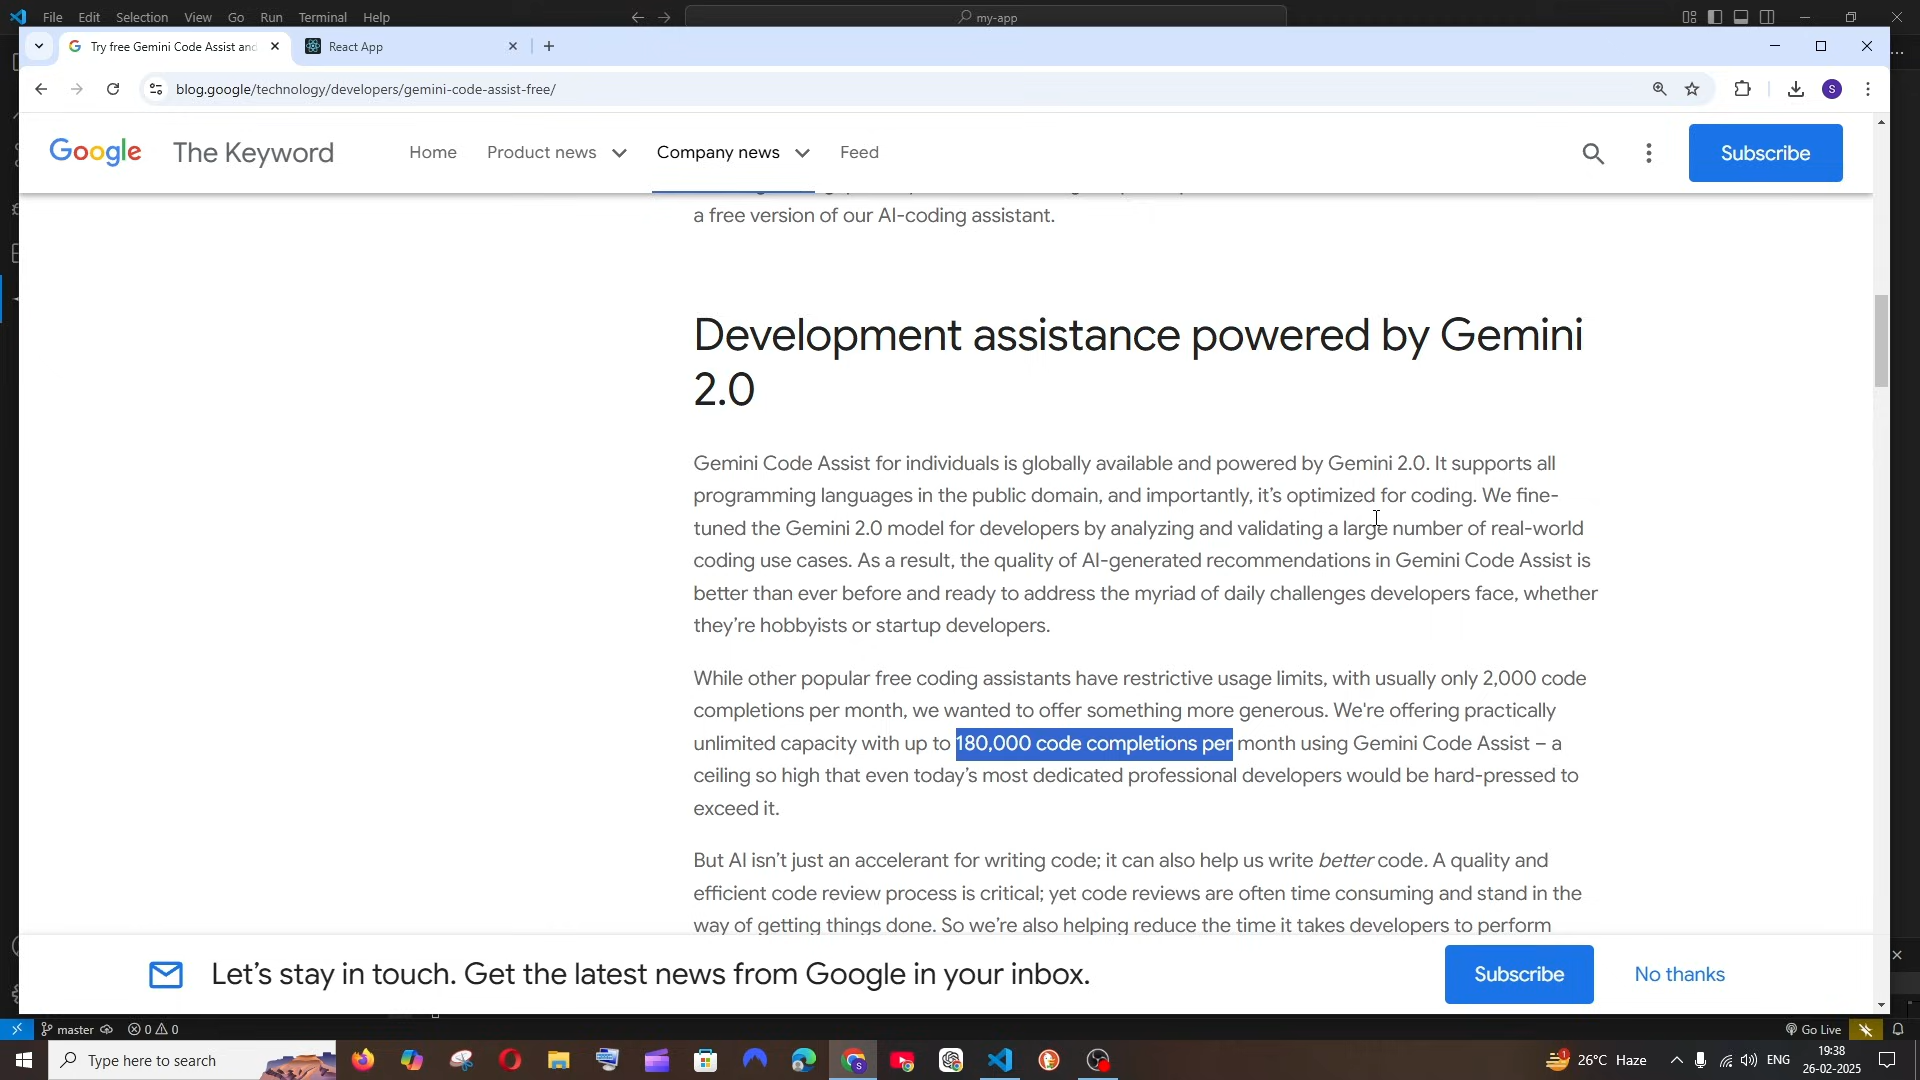 File Edit Selection View Go Run Terminal Help
my-app
Try free Gemini Code Assist and
React App
blog.google/technology/developers/gemini-code-assist-free/
S
Google The Keyword Home Product news Company news Feed Subscribe
a free version of our AI-coding assistant.
Development assistance powered by Gemini
2.0
Gemini Code Assist for individuals is globally available and powered by Gemini 2.0. It supports all
programming languages in the public domain, and importantly, it's optimized for coding. We fine-
tuned the Gemini 2.0 model for developers by analyzing and validating a large number of real-world
coding use cases. As a result, the quality of AI-generated recommendations in Gemini Code Assist is
better than ever before and ready to address the myriad of daily challenges developers face, whether
they're hobbyists or startup developers.
While other popular free coding assistants have restrictive usage limits, with usually only 2,000 code
completions per month, we wanted to offer something more generous. We're offering practically
unlimited capacity with up to 180,000 code completions per month using Gemini Code Assist – a
ceiling so high that even today's most dedicated professional developers would be hard-pressed to
exceed it.
But AI isn't just an accelerant for writing code; it can also help us write better code. A quality and
efficient code review process is critical; yet code reviews are often time consuming and stand in the
way of getting things done. So we're also helping reduce the time it takes developers to perform
Let's stay in touch. Get the latest news from Google in your inbox. Subscribe No thanks
master 0 0 Go Live
Type here to search
26°C Haze
ENG
19:38
26-02-2025